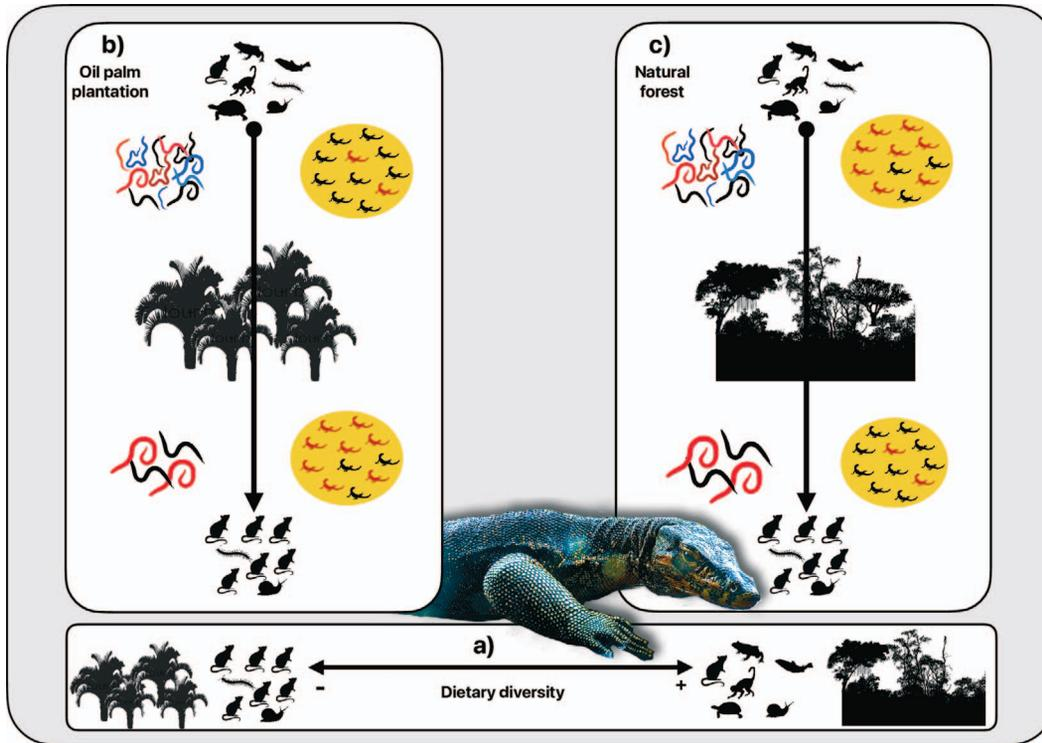 b)
Oil palm
plantation
c)
Natural
forest
a)
- Dietary diversity +